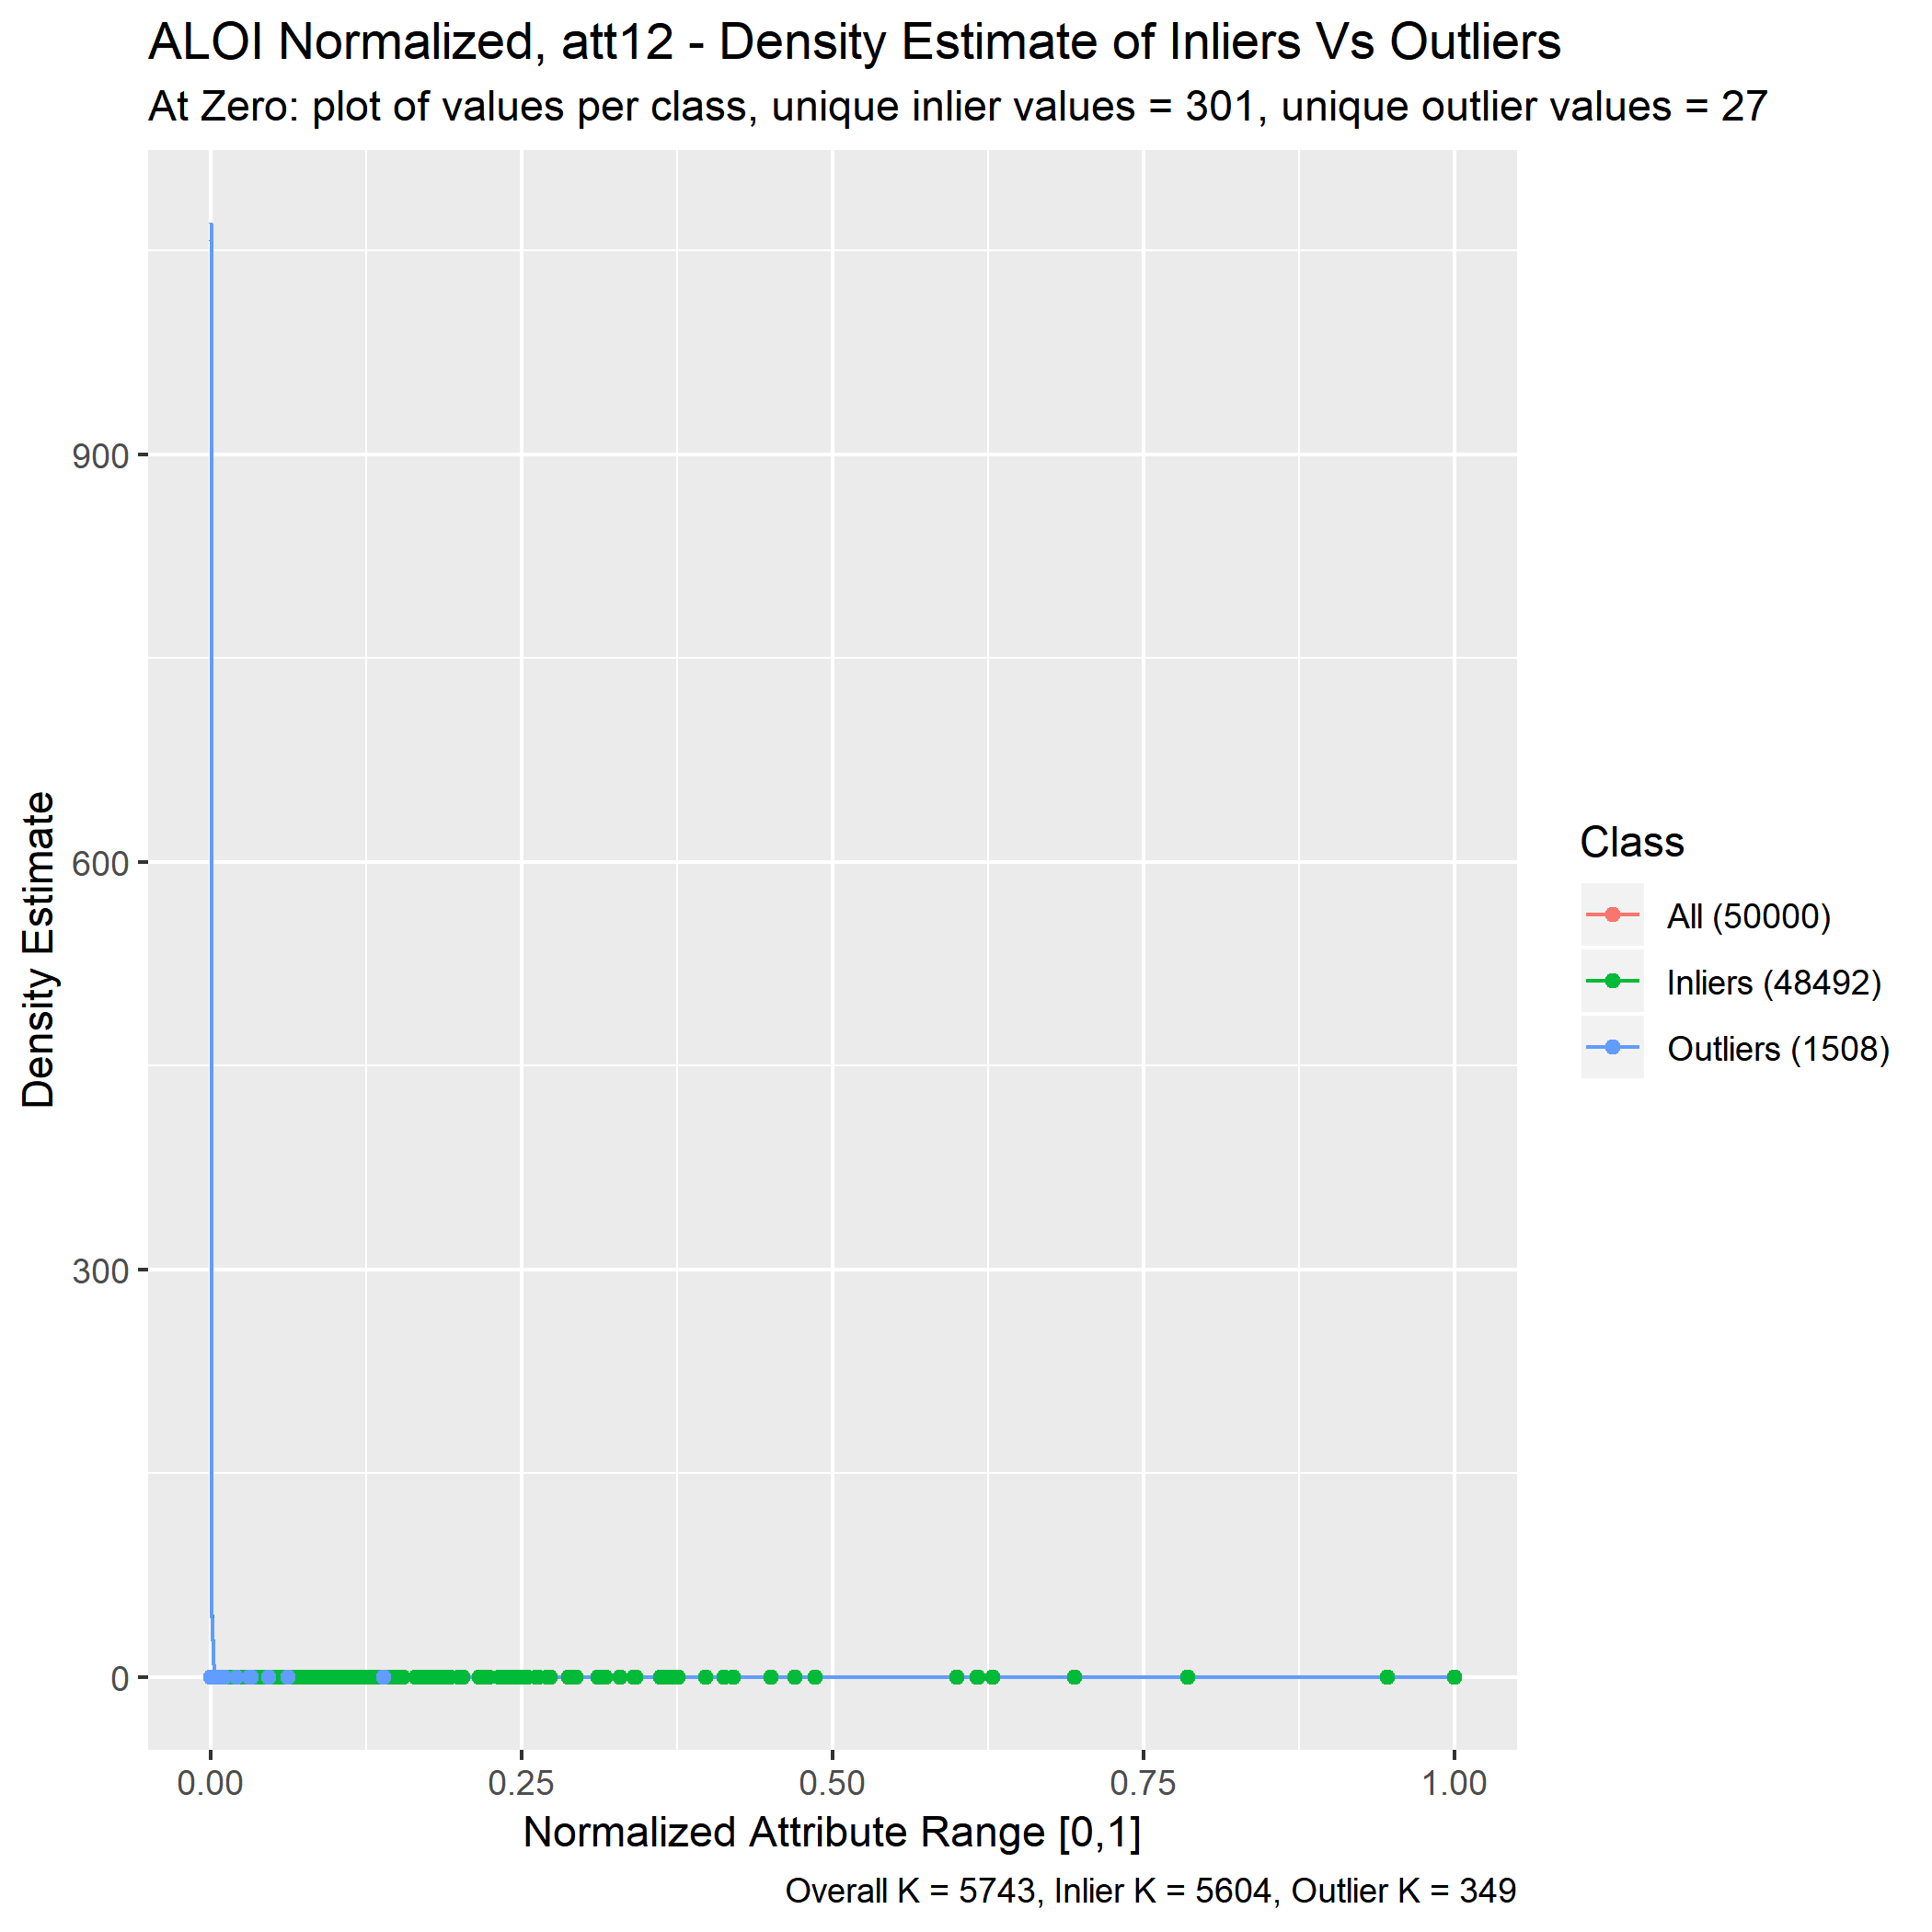 ALOI Normalized, att12 - Density Estimate of Inliers Vs Outliers
At Zero: plot of values per class, unique inlier values = 301, unique outlier values = 27
Density Estimate
900
600
300
0
0.00 0.25 0.50 0.75 1.00
Normalized Attribute Range [0,1]
Overall K = 5743, Inlier K = 5604, Outlier K = 349
Class
All (50000)
Inliers (48492)
Outliers (1508)